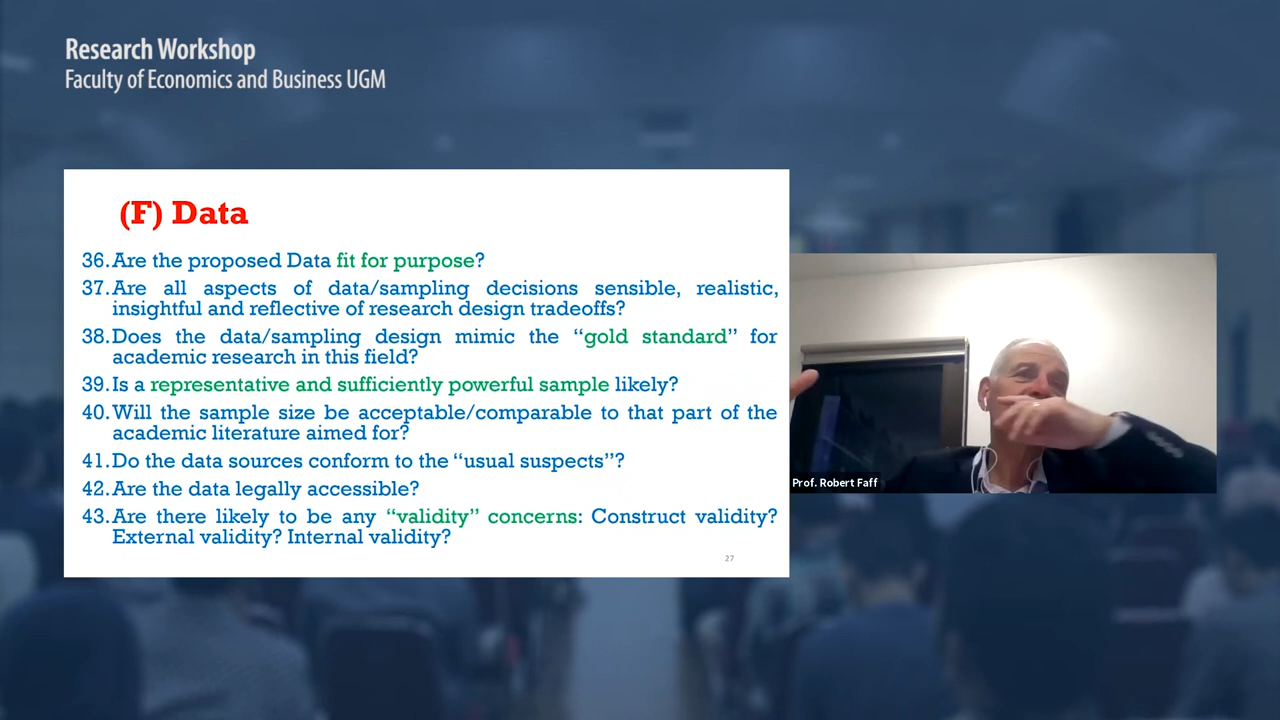 Research Workshop
Faculty of Economics and Business UGM
(F) Data
36. Are the proposed Data fit for purpose?
37. Are all aspects of data/sampling decisions sensible, realistic,
insightful and reflective of research design tradeoffs?
38. Does the data/sampling design mimic the “gold standard” for
academic research in this field?
39. Is a representative and sufficiently powerful sample likely?
40. Will the sample size be acceptable/comparable to that part of the
academic literature aimed for?
41. Do the data sources conform to the “usual suspects”?
42. Are the data legally accessible?
43. Are there likely to be any “validity” concerns: Construct validity?
External validity? Internal validity?
27
Prof. Robert Faff